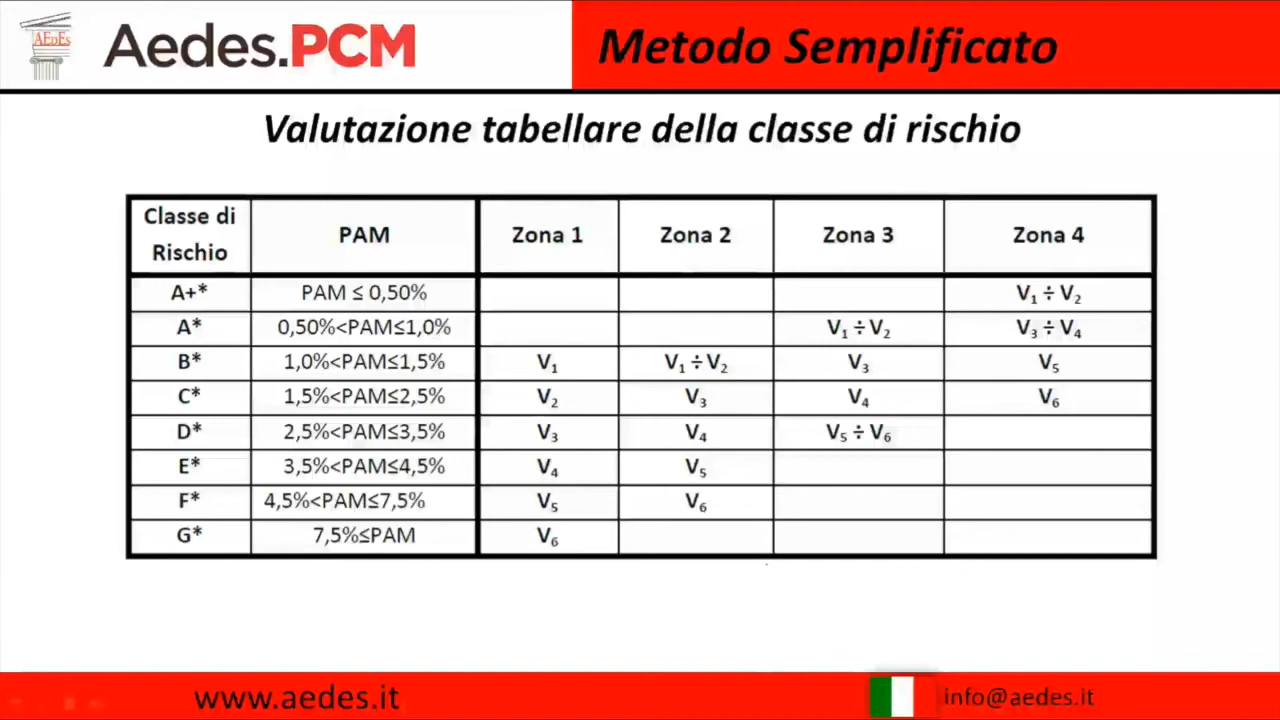 AEDES
Aedes.PCM
Metodo Semplificato
Valutazione tabellare della classe di rischio
Classe di Rischio PAM Zona 1 Zona 2 Zona 3 Zona 4
A+* PAM ≤ 0,50% V₁ ÷ V₂
A* 0,50%<PAM≤1,0% V₁ ÷ V₂ V₃ ÷ V₄
B* 1,0%<PAM≤1,5% V₁ V₁ ÷ V₂ V₃ V₅
C* 1,5%<PAM≤2,5% V₂ V₃ V₄ V₆
D* 2,5%<PAM≤3,5% V₃ V₄ V₅ ÷ V₆
E* 3,5%<PAM≤4,5% V₄ V₅
F* 4,5%<PAM≤7,5% V₅ V₆
G* 7,5%≤PAM V₆
www.aedes.it
info@aedes.it